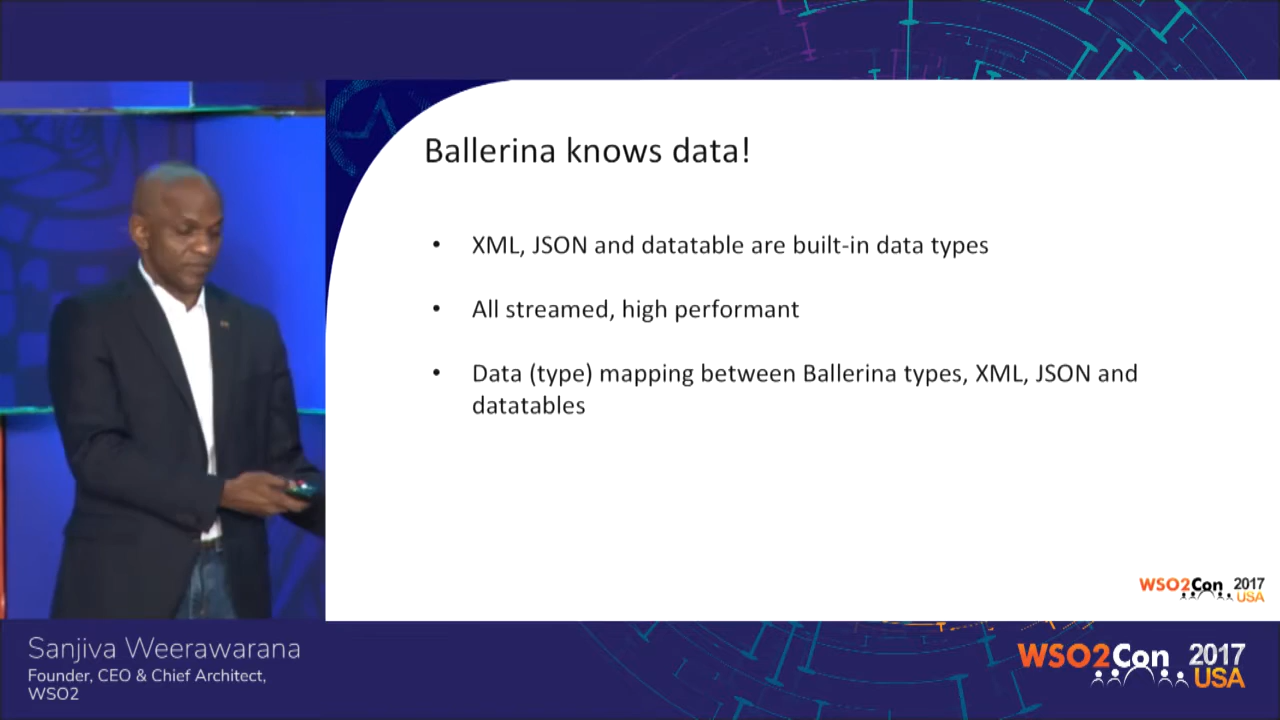 Ballerina knows data!
• XML, JSON and datatable are built-in data types
• All streamed, high performant
• Data (type) mapping between Ballerina types, XML, JSON and
datatables
WSO2Con 2017
USA
Sanjiva Weerawarana
Founder, CEO & Chief Architect,
WSO2
WSO2Con 2017
USA